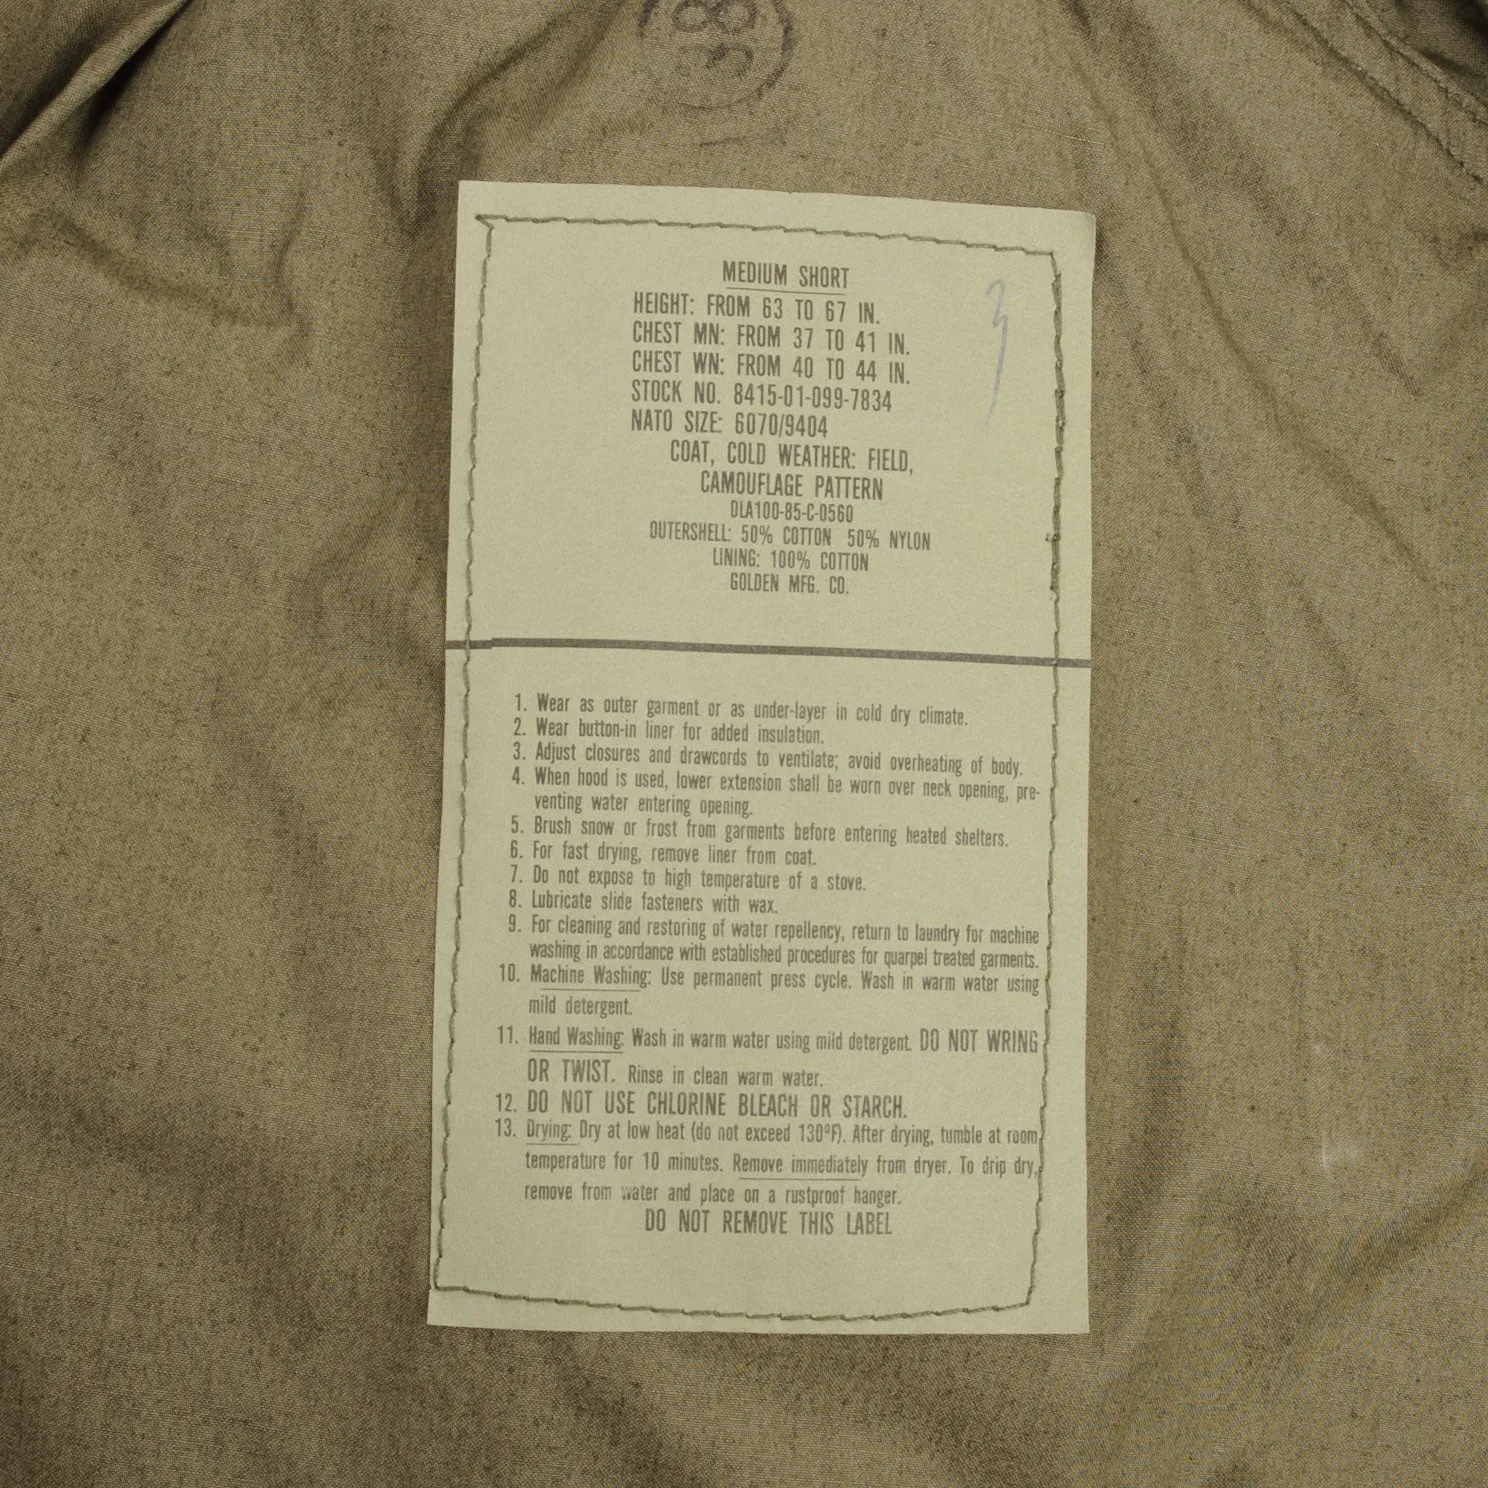 38
MEDIUM SHORT
HEIGHT: FROM 63 TO 67 IN.
CHEST MN: FROM 37 TO 41 IN.
CHEST WN: FROM 40 TO 44 IN.
STOCK NO. 8415-01-099-7834
NATO SIZE: 6070/9404
COAT, COLD WEATHER: FIELD,
CAMOUFLAGE PATTERN
DLA100-85-C-0560
OUTERSHELL: 50% COTTON 50% NYLON
LINING: 100% COTTON
GOLDEN MFG. CO.
1. Wear as outer garment or as under-layer in cold dry climate.
2. Wear button-in liner for added insulation.
3. Adjust closures and drawcords to ventilate; avoid overheating of body.
4. When hood is used, lower extension shall be worn over neck opening, pre-
venting water entering opening.
5. Brush snow or frost from garments before entering heated shelters.
6. For fast drying, remove liner from coat.
7. Do not expose to high temperature of a stove.
8. Lubricate slide fasteners with wax.
9. For cleaning and restoring of water repellency, return to laundry for machine
washing in accordance with established procedures for quarpel treated garments.
10. Machine Washing: Use permanent press cycle. Wash in warm water using
mild detergent.
11. Hand Washing: Wash in warm water using mild detergent. DO NOT WRING
OR TWIST. Rinse in clean warm water.
12. DO NOT USE CHLORINE BLEACH OR STARCH.
13. Drying: Dry at low heat (do not exceed 130°F). After drying, tumble at room
temperature for 10 minutes. Remove immediately from dryer. To drip dry,
remove from water and place on a rustproof hanger.
DO NOT REMOVE THIS LABEL